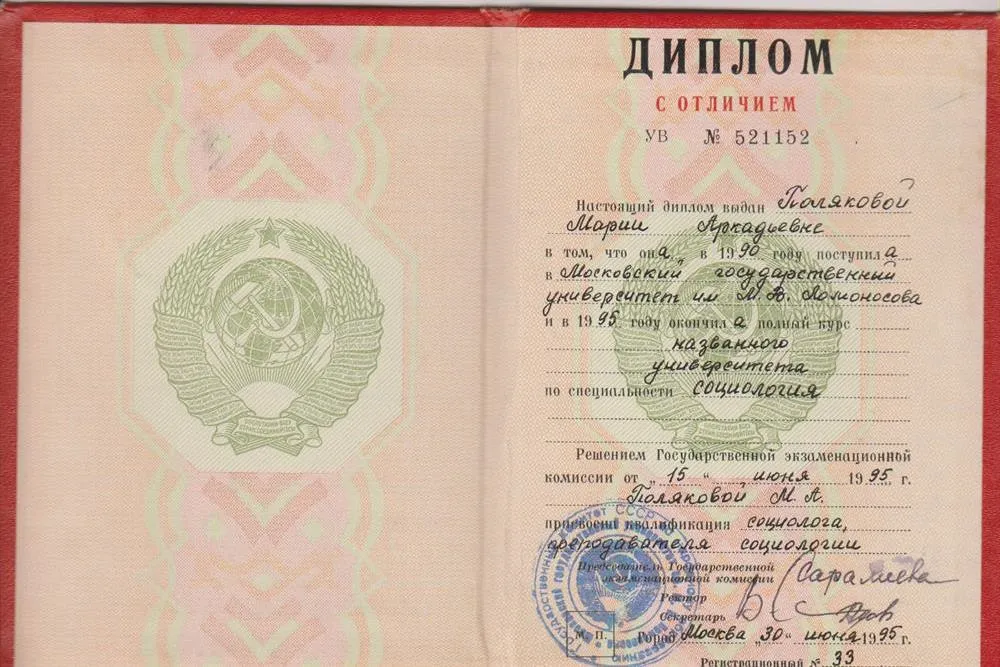 ДИПЛОМ
С ОТЛИЧИЕМ
УВ № 521152
Настоящий диплом выдан Поляковой
Марии Аркадьевне
в том, что она в 1990 году поступила
в Московский государственный
университет им М. В. Ломоносова
и в 1995 году окончила полный курс
названного
университета
по специальности социология
Решением Государственной экзаменационной
комиссии от „15“ июня 1995 г.
Поляковой М. А.
присвоена квалификация социолога,
преподавателя социологии
Председатель Государственной
экзаменационной комиссии
Ректор
Секретарь
М. П.
Город Москва „30“ июня 1995 г.
Регистрационный № 33